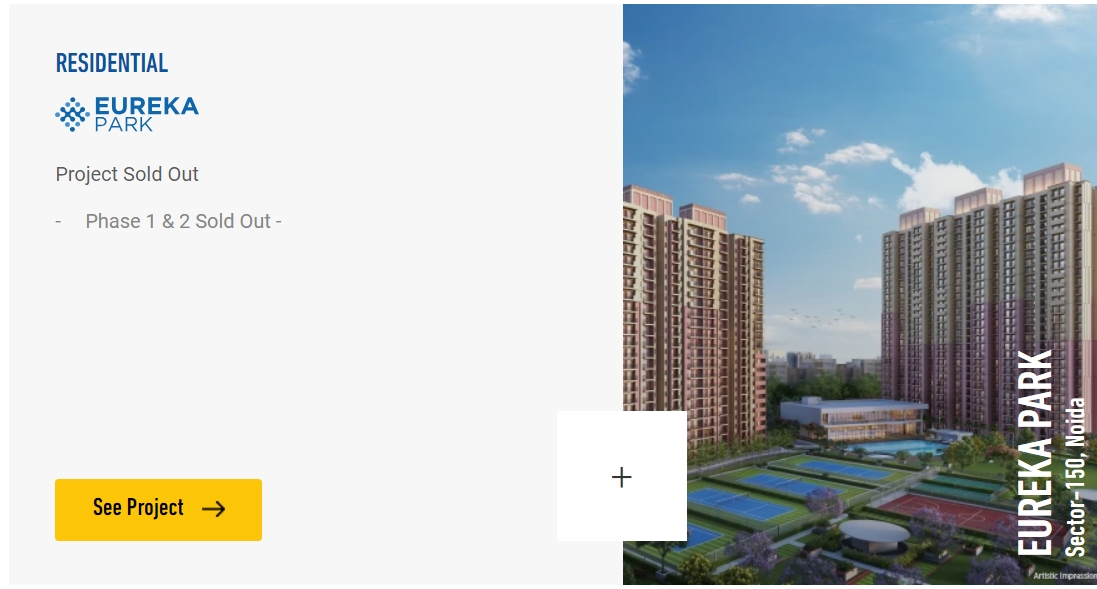 RESIDENTIAL
EUREKA
PARK
Project Sold Out
- Phase 1 & 2 Sold Out -
See Project
EUREKA PARK
Sector-150, Noida
Artistic Impression